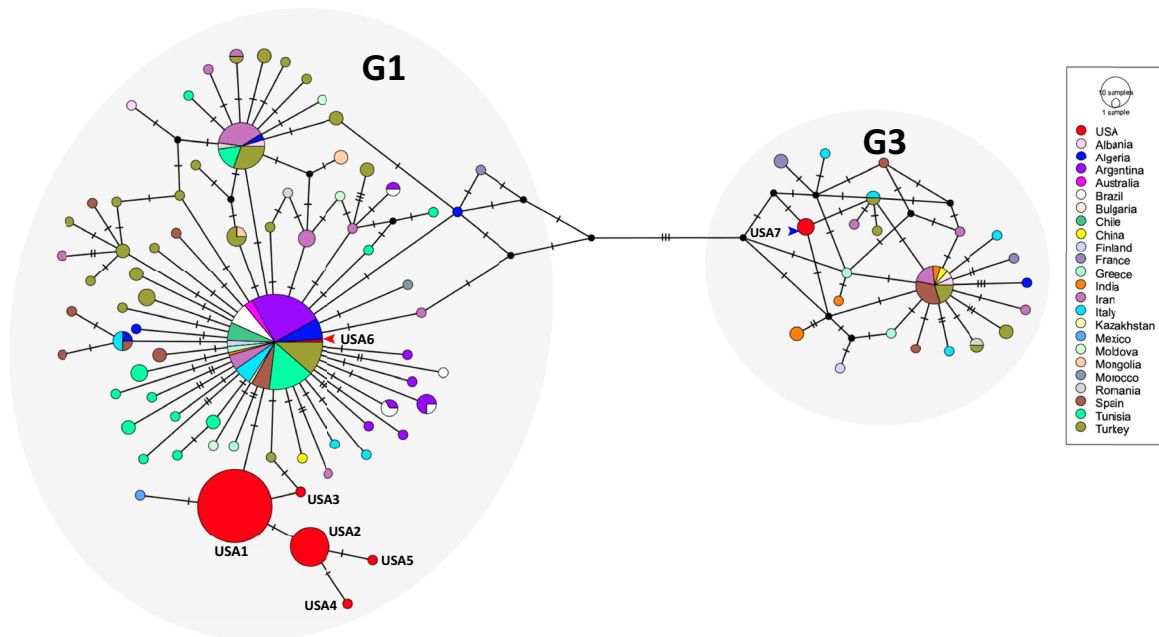 G1
G3
USA7
USA6
USA3
USA2
USA1
USA5
USA4
10 samples
1 sample
USA
Albania
Algeria
Argentina
Australia
Brazil
Bulgaria
Chile
China
Finland
France
Greece
India
Iran
Italy
Kazakhstan
Mexico
Moldova
Mongolia
Morocco
Romania
Spain
Tunisia
Turkey